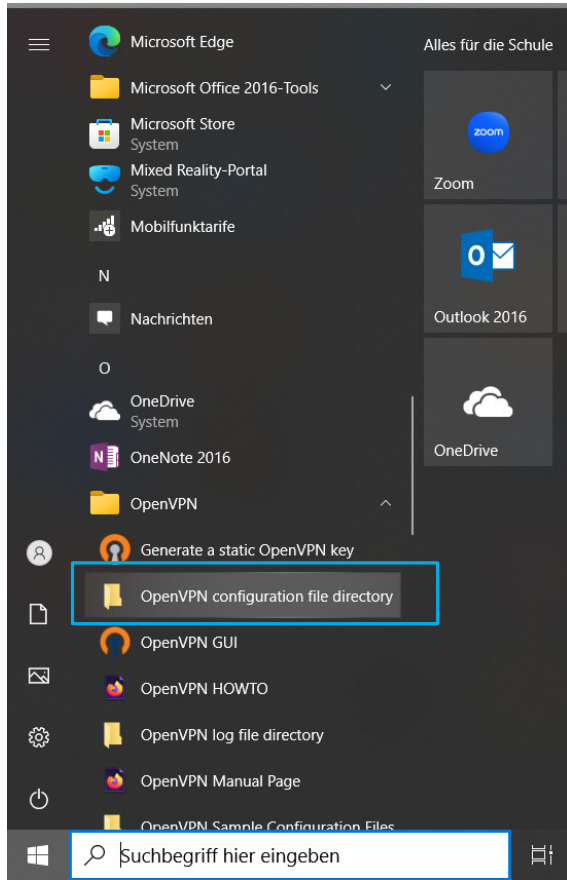 Microsoft Edge
Alles für die Schule
Microsoft Office 2016-Tools
Microsoft Store
System
Mixed Reality-Portal
System
zoom
Zoom
Mobilfunktarife
N
Nachrichten
O
Outlook 2016
O
OneDrive
System
OneNote 2016
N
OneDrive
OpenVPN
Generate a static OpenVPN key
OpenVPN configuration file directory
OpenVPN GUI
OpenVPN HOWTO
OpenVPN log file directory
OpenVPN Manual Page
OpenVPN Sample Configuration Files
Suchbegriff hier eingeben